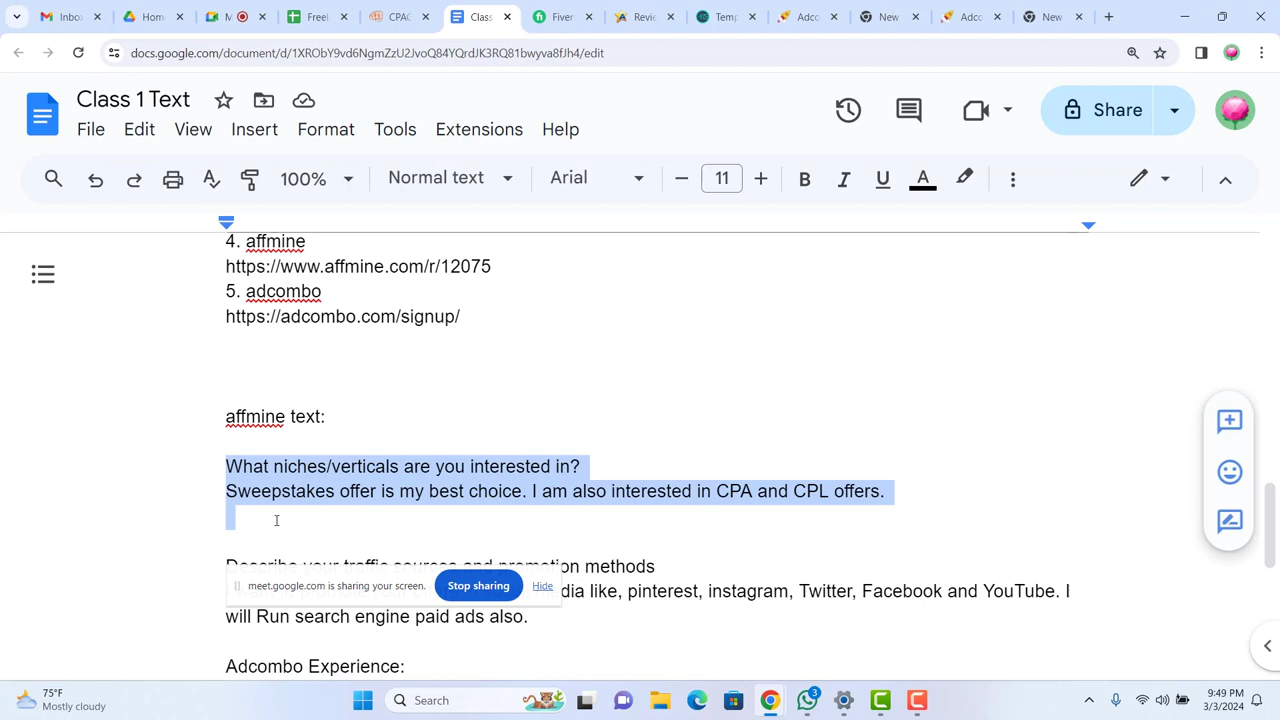 Inbo
Home
M
Freel
CPAC
Class
Fiver
Revie
Temp
Adco
New
Adco
New
docs.google.com/document/d/1XRObY9vd6NgmZzU2JvoQ84YQrdJK3RQ81bwyva8fJh4/edit
Class 1 Text
Share
File Edit View Insert Format Tools Extensions Help
100% Normal text Arial 11 B I U A
4. affmine
https://www.affmine.com/r/12075
5. adcombo
https://adcombo.com/signup/
affmine text:
What niches/verticals are you interested in?
Sweepstakes offer is my best choice. I am also interested in CPA and CPL offers.
Describe your traffic sources and promotion methods
meet.google.com is sharing your screen. Stop sharing Hide
dia like, pinterest, instagram, Twitter, Facebook and YouTube. I
will Run search engine paid ads also.
Adcombo Experience:
75°F
Mostly cloudy
Search
3
9:49 PM
3/3/2024